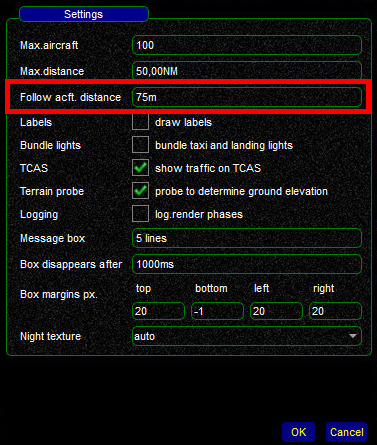 Settings
Max.aircraft 100
Max.distance 50,00NM
Follow acft. distance 75m
Labels draw labels
Bundle lights bundle taxi and landing lights
TCAS show traffic on TCAS
Terrain probe probe to determine ground elevation
Logging log.render phases
Message box 5 lines
Box disappears after 1000ms
top bottom left right
Box margins px. 20 -1 20 20
Night texture auto
OK Cancel